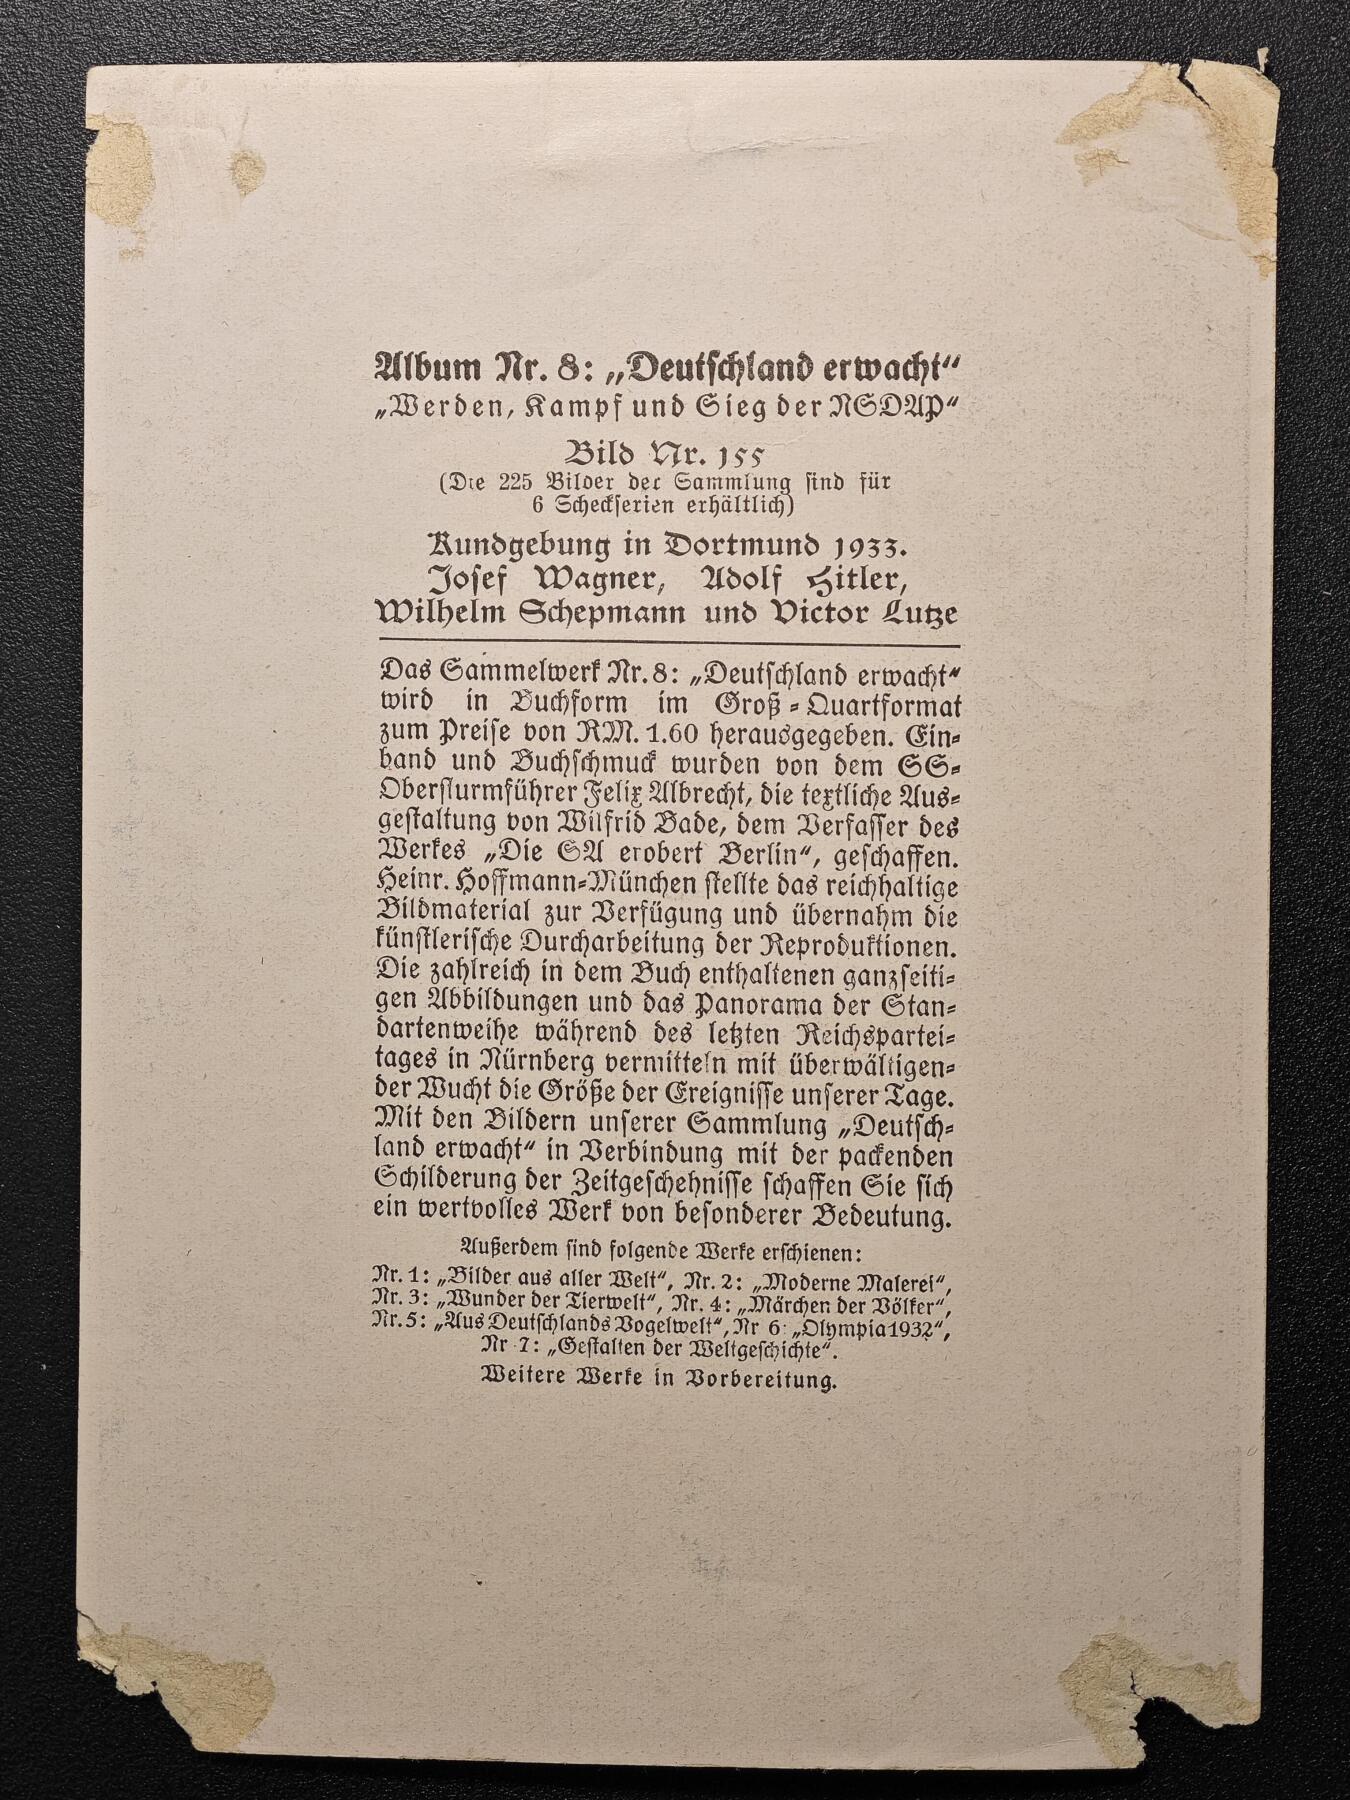 Album Nr. 8: „Deutschland erwacht“
„Werden, Kampf und Sieg der NSDAP“
Bild Nr. 155
(Die 225 Bilder der Sammlung sind für
6 Scheckserien erhältlich)
Kundgebung in Dortmund 1933.
Josef Wagner, Adolf Hitler,
Wilhelm Schepmann und Victor Lutze
Das Sammelwerk Nr. 8: „Deutschland erwacht“
wird in Buchform im Groß-Quartformat
zum Preise von RM. 1.60 herausgegeben. Ein-
band und Buchschmuck wurden von dem SS-
Obersturmführer Felix Albrecht, die textliche Aus-
gestaltung von Wilfrid Bade, dem Verfasser des
Werkes „Die SA erobert Berlin“, geschaffen.
Heinr. Hoffmann-München stellte das reichhaltige
Bildmaterial zur Verfügung und übernahm die
künstlerische Durcharbeitung der Reproduktionen.
Die zahlreich in dem Buch enthaltenen ganzseiti-
gen Abbildungen und das Panorama der Stan-
dartenweihe während des letzten Reichspartei-
tages in Nürnberg vermitteln mit überwältigen-
der Wucht die Größe der Ereignisse unserer Tage.
Mit den Bildern unserer Sammlung „Deutsch-
land erwacht“ in Verbindung mit der packenden
Schilderung der Zeitgeschehnisse schaffen Sie sich
ein wertvolles Werk von besonderer Bedeutung.
Außerdem sind folgende Werke erschienen:
Nr. 1: „Bilder aus aller Welt“, Nr. 2: „Moderne Malerei“,
Nr. 3: „Wunder der Tierwelt“, Nr. 4: „Märchen der Völker“,
Nr. 5: „Aus Deutschlands Vogelwelt“, Nr 6: „Olympia 1932“,
Nr 7: „Gestalten der Weltgeschichte“.
Weitere Werke in Vorbereitung.